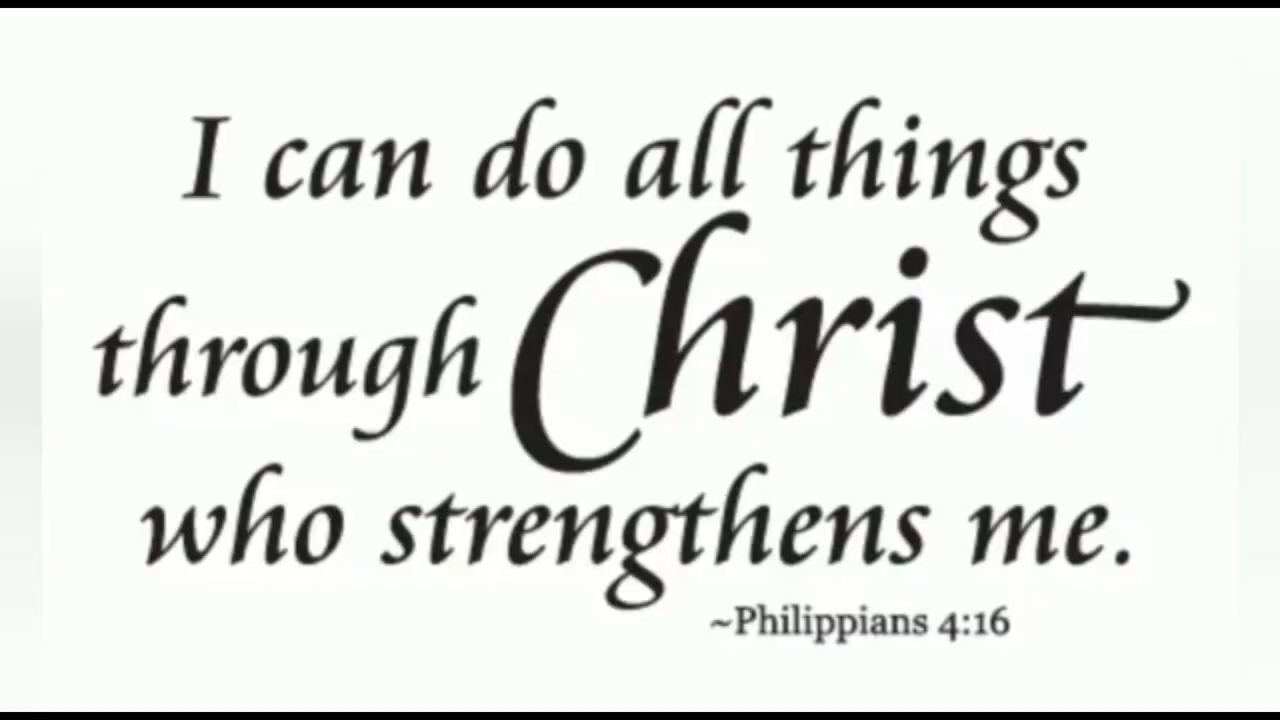 I can do all things
through Christ
who strengthens me.
~Philippians 4:16